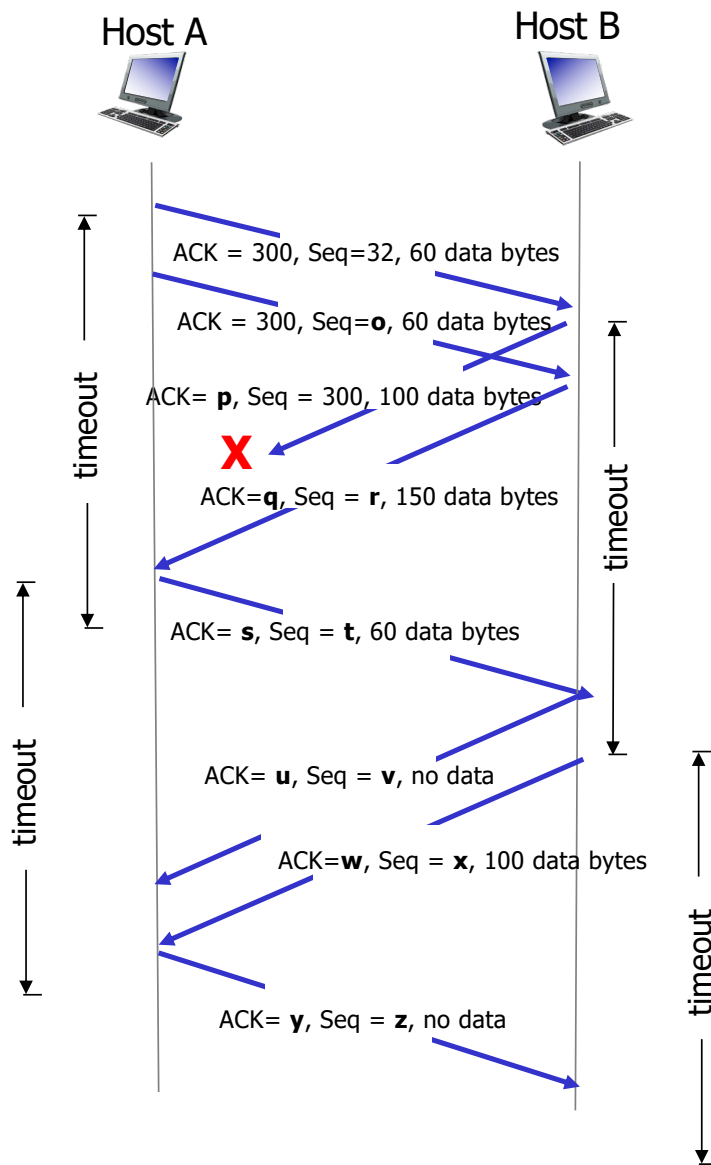 Host A
Host B
ACK = 300, Seq=32, 60 data bytes
ACK = 300, Seq=o, 60 data bytes
ACK= p, Seq = 300, 100 data bytes
X
ACK=q, Seq = r, 150 data bytes
timeout
timeout
ACK= s, Seq = t, 60 data bytes
timeout
ACK= u, Seq = v, no data
ACK=w, Seq = x, 100 data bytes
timeout
ACK= y, Seq = z, no data